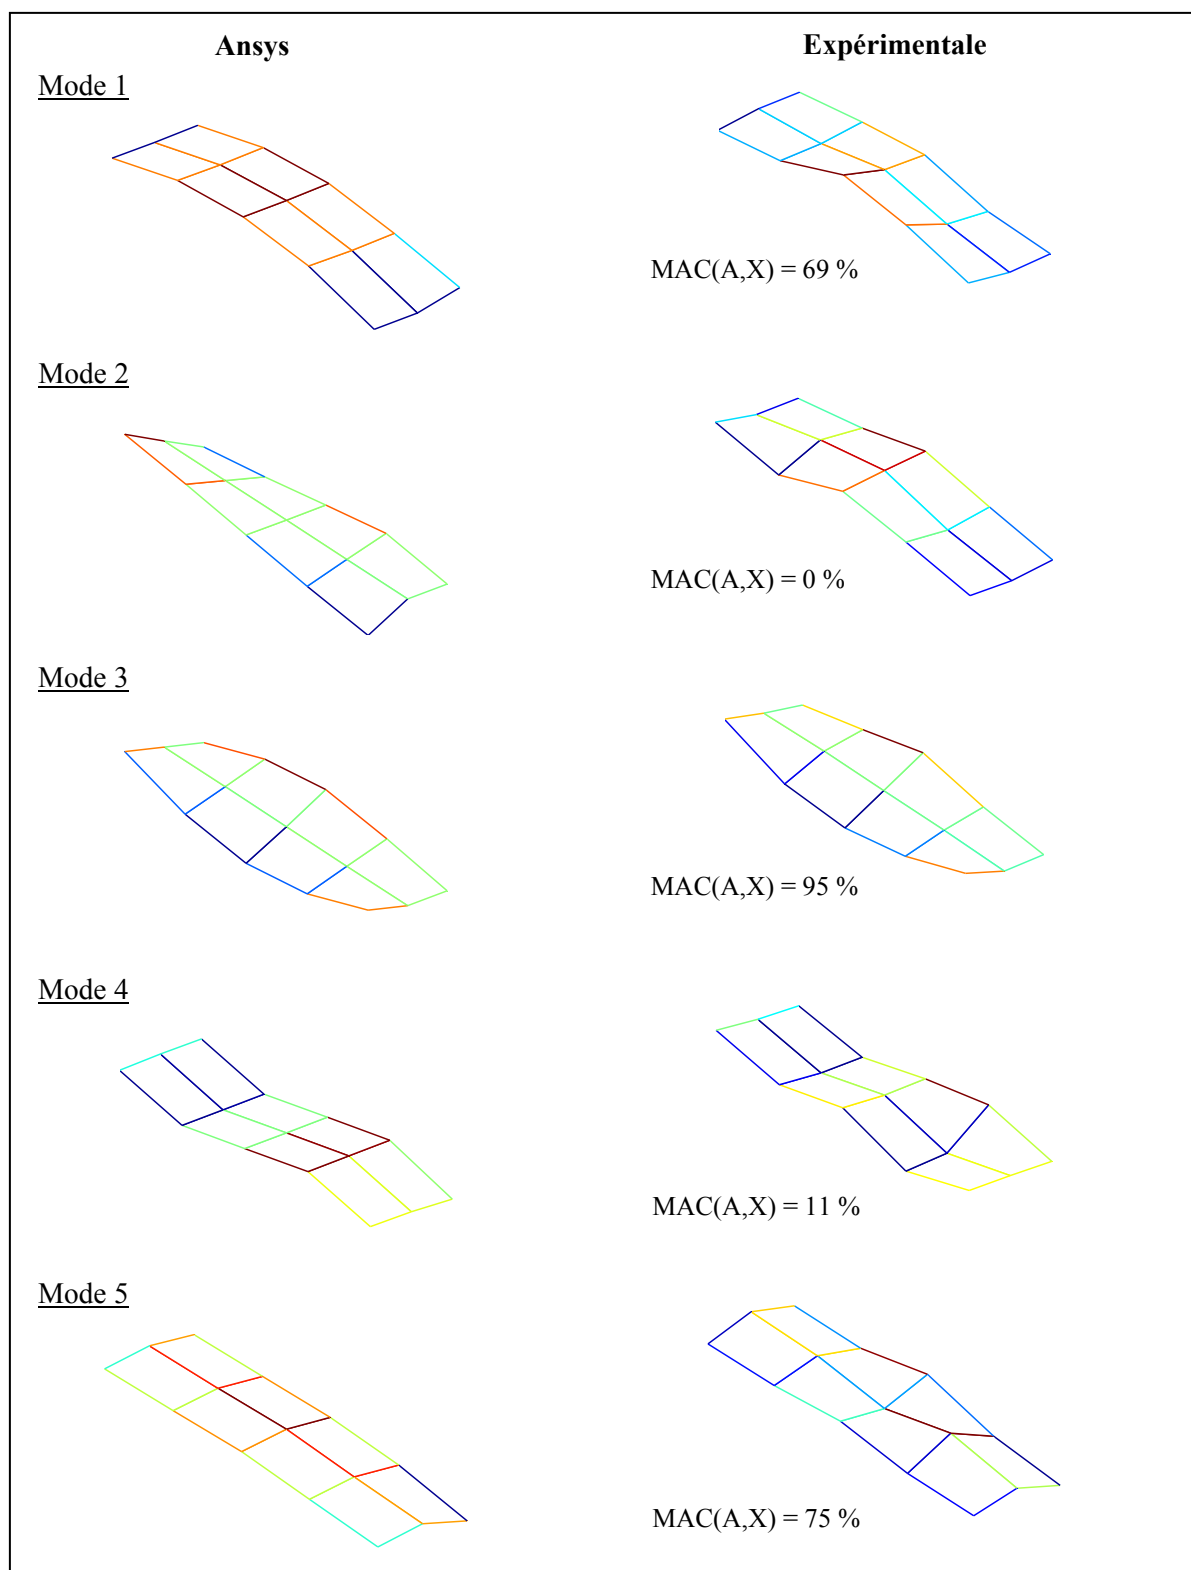 Ansys Expérimentale
Mode 1
MAC(A,X) = 69 %
Mode 2
MAC(A,X) = 0 %
Mode 3
MAC(A,X) = 95 %
Mode 4
MAC(A,X) = 11 %
Mode 5
MAC(A,X) = 75 %